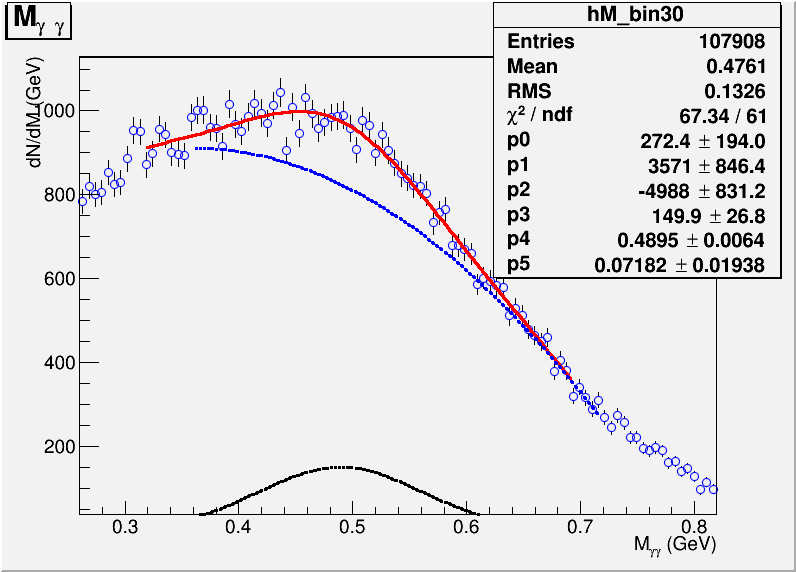 Mγ γ
hM_bin30
Entries 107908
Mean 0.4761
RMS 0.1326
χ² / ndf 67.34 / 61
p0 272.4 ± 194.0
p1 3571 ± 846.4
p2 -4988 ± 831.2
p3 149.9 ± 26.8
p4 0.4895 ± 0.0064
p5 0.07182 ± 0.01938
dN/dM (GeV)
1000
800
600
400
200
0.3 0.4 0.5 0.6 0.7 0.8
Mγγ (GeV)